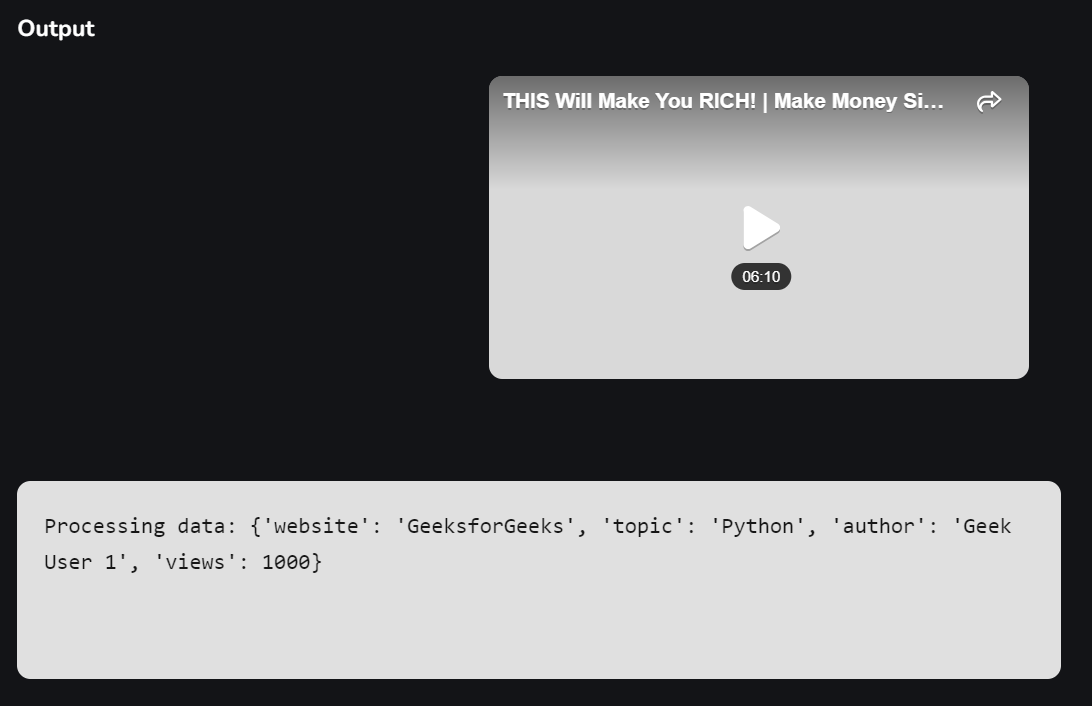 Output
THIS Will Make You RICH! | Make Money Si...
06:10
Processing data: {'website': 'GeeksforGeeks', 'topic': 'Python', 'author': 'Geek
User 1', 'views': 1000}